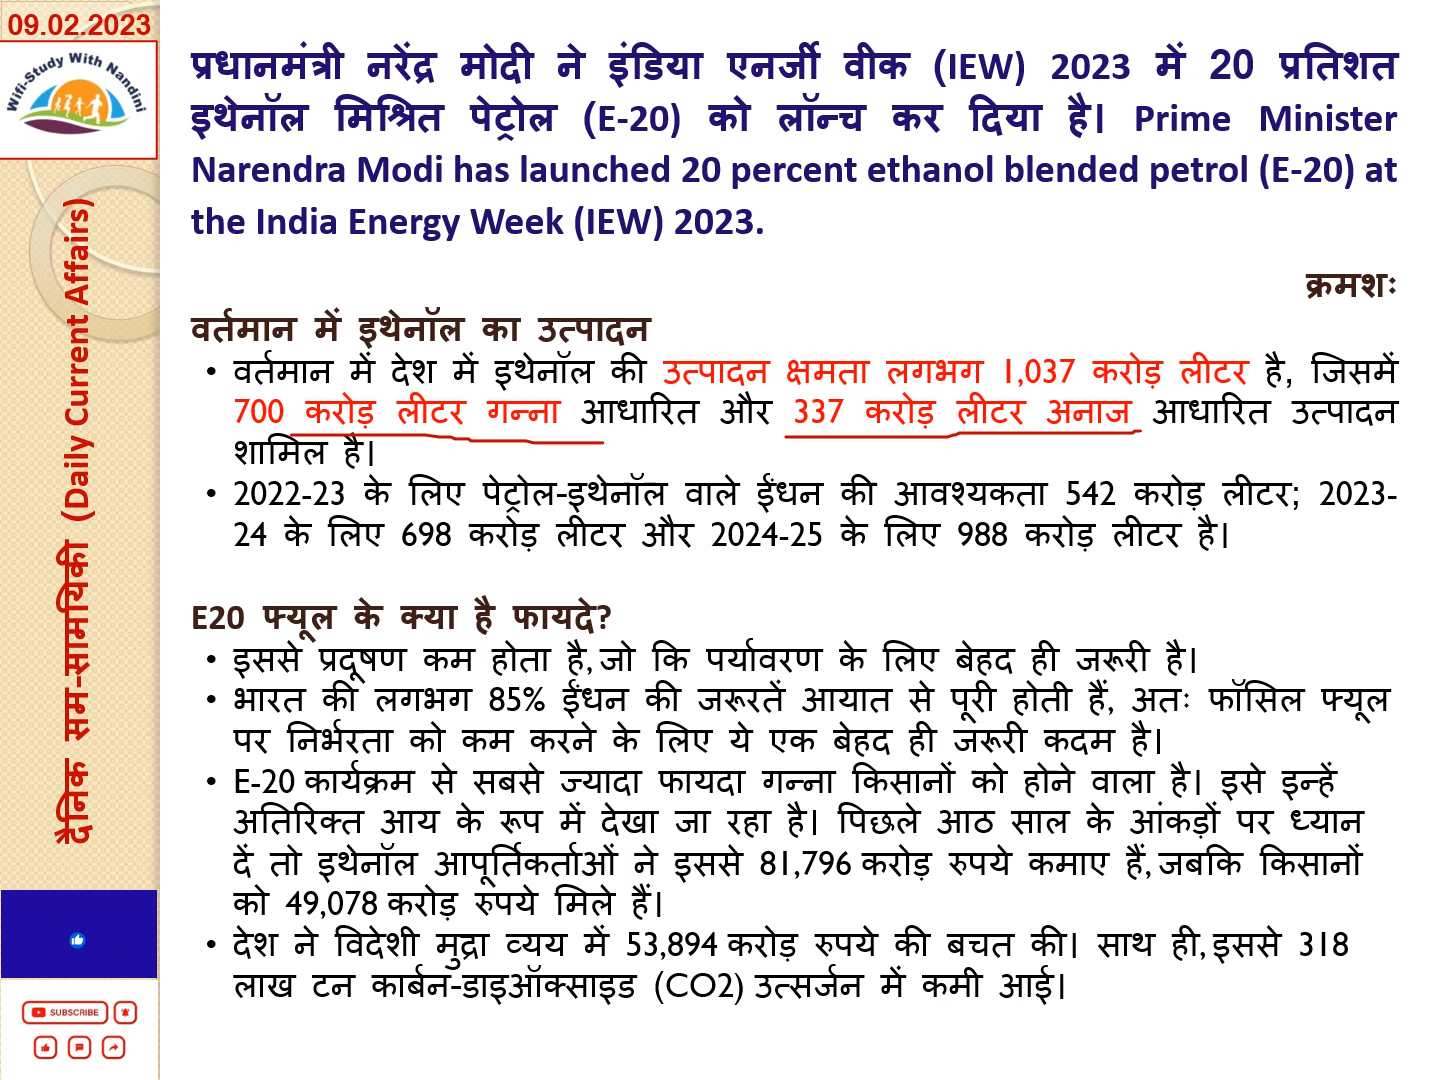 09.02.2023
Wifi-Study With Nandini
दैनिक सम-सामयिकी (Daily Current Affairs)
SUBSCRIBE
प्रधानमंत्री नरेंद्र मोदी ने इंडिया एनर्जी वीक (IEW) 2023 में 20 प्रतिशत
इथेनॉल मिश्रित पेट्रोल (E-20) को लॉन्च कर दिया है। Prime Minister
Narendra Modi has launched 20 percent ethanol blended petrol (E-20) at
the India Energy Week (IEW) 2023.
क्रमशः
वर्तमान में इथेनॉल का उत्पादन
• वर्तमान में देश में इथेनॉल की उत्पादन क्षमता लगभग 1,037 करोड़ लीटर है, जिसमें
700 करोड़ लीटर गन्ना आधारित और 337 करोड़ लीटर अनाज आधारित उत्पादन
शामिल है।
• 2022-23 के लिए पेट्रोल-इथेनॉल वाले ईंधन की आवश्यकता 542 करोड़ लीटर; 2023-
24 के लिए 698 करोड़ लीटर और 2024-25 के लिए 988 करोड़ लीटर है।
E20 फ्यूल के क्या है फायदे?
• इससे प्रदूषण कम होता है, जो कि पर्यावरण के लिए बेहद ही जरूरी है।
• भारत की लगभग 85% ईंधन की जरूरतें आयात से पूरी होती हैं, अतः फॉसिल फ्यूल
पर निर्भरता को कम करने के लिए ये एक बेहद ही जरूरी कदम है।
• E-20 कार्यक्रम से सबसे ज्यादा फायदा गन्ना किसानों को होने वाला है। इसे इन्हें
अतिरिक्त आय के रूप में देखा जा रहा है। पिछले आठ साल के आंकड़ों पर ध्यान
दें तो इथेनॉल आपूर्तिकर्ताओं ने इससे 81,796 करोड़ रुपये कमाए हैं, जबकि किसानों
को 49,078 करोड़ रुपये मिले हैं।
• देश ने विदेशी मुद्रा व्यय में 53,894 करोड़ रुपये की बचत की। साथ ही, इससे 318
लाख टन कार्बन-डाइऑक्साइड (CO2) उत्सर्जन में कमी आई।